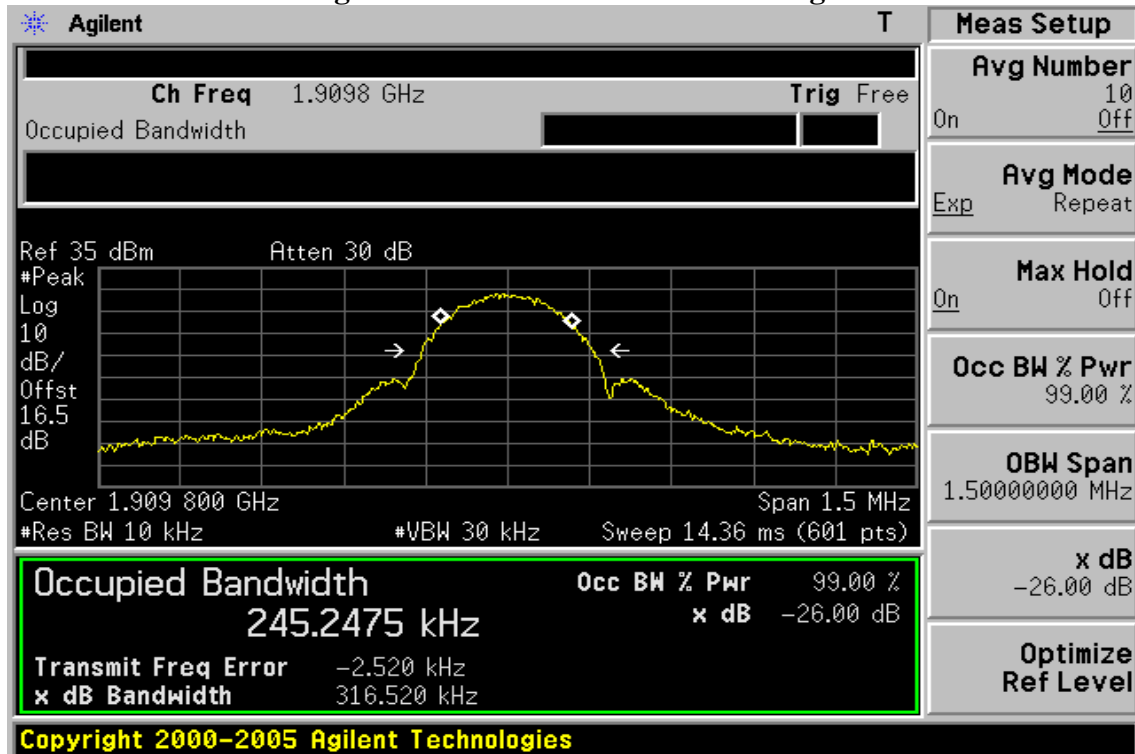 Agilent T
Ch Freq 1.9098 GHz Trig Free
Occupied Bandwidth
Ref 35 dBm Atten 30 dB
#Peak
Log
10
dB/
Offst
16.5
dB
Center 1.909 800 GHz Span 1.5 MHz
#Res BW 10 kHz #VBW 30 kHz Sweep 14.36 ms (601 pts)
Occupied Bandwidth Occ BW % Pwr 99.00 %
245.2475 kHz x dB -26.00 dB
Transmit Freq Error -2.520 kHz
x dB Bandwidth 316.520 kHz
Meas Setup
Avg Number
10
On Off
Avg Mode
Exp Repeat
Max Hold
On Off
Occ BW % Pwr
99.00 %
OBW Span
1.50000000 MHz
x dB
-26.00 dB
Optimize
Ref Level
Copyright 2000-2005 Agilent Technologies